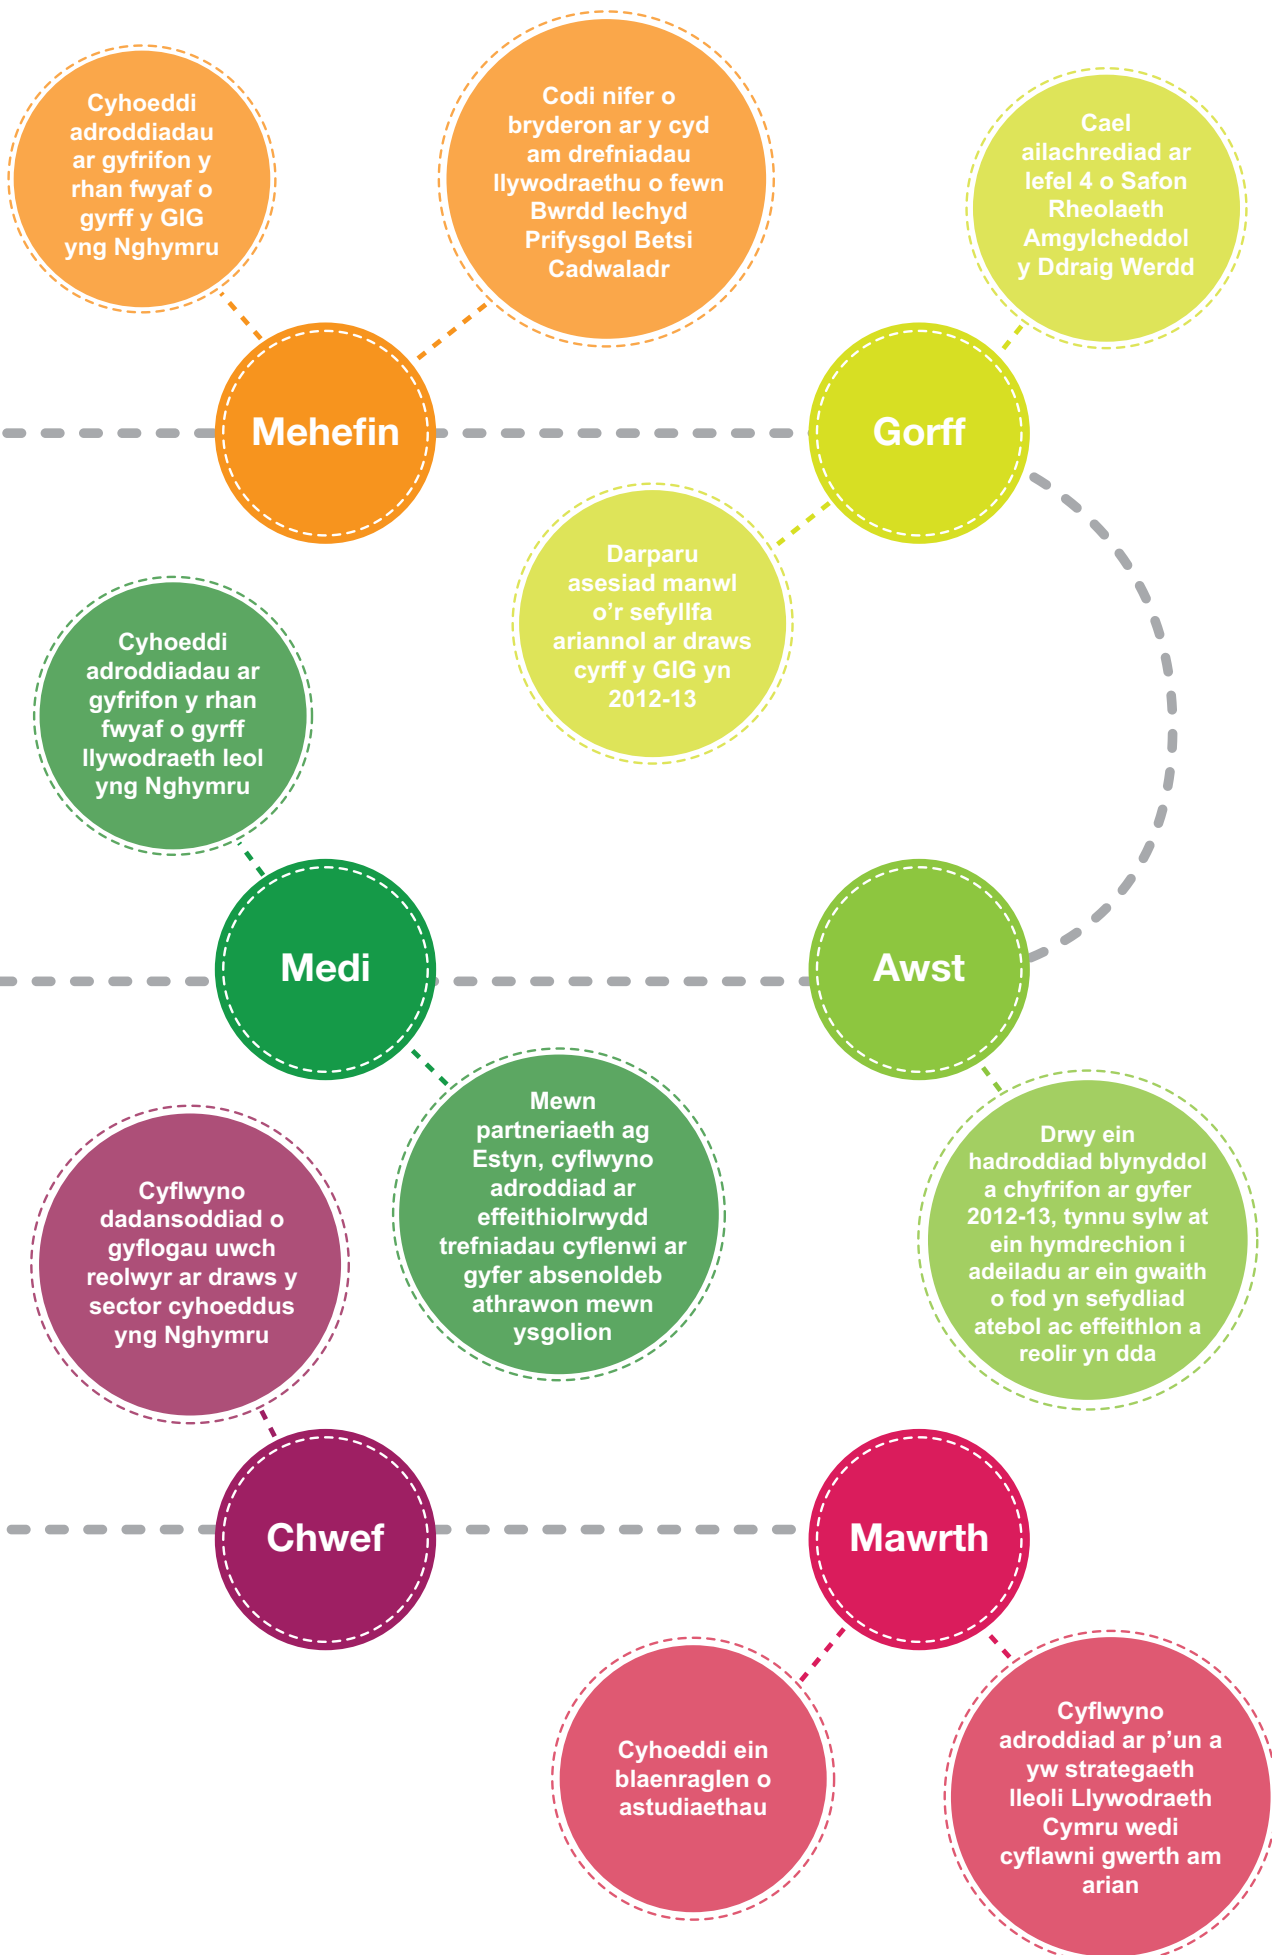 Cyhoeddi
adroddiadau
ar gyfrifon y
rhan fwyaf o
gyrff y GIG
yng Nghymru
Codi nifer o
bryderon ar y cyd
am drefniadau
llywodraethu o fewn
Bwrdd Iechyd
Prifysgol Betsi
Cadwaladr
Cael
ailachrediad ar
lefel 4 o Safon
Rheolaeth
Amgylcheddol
y Ddraig Werdd
Mehefin
Gorff
Darparu
asesiad manwl
o'r sefyllfa
ariannol ar draws
cyrff y GIG yn
2012-13
Cyhoeddi
adroddiadau ar
gyfrifon y rhan
fwyaf o gyrff
llywodraeth leol
yng Nghymru
Medi
Awst
Mewn
partneriaeth ag
Estyn, cyflwyno
adroddiad ar
effeithiolrwydd
trefniadau cyflenwi ar
gyfer absenoldeb
athrawon mewn
ysgolion
Drwy ein
hadroddiad blynyddol
a chyfrifon ar gyfer
2012-13, tynnu sylw at
ein hymdrechion i
adeiladu ar ein gwaith
o fod yn sefydliad
atebol ac effeithlon a
reolir yn dda
Cyflwyno
dadansoddiad o
gyflogau uwch
reolwyr ar draws y
sector cyhoeddus
yng Nghymru
Chwef
Mawrth
Cyhoeddi ein
blaenraglen o
astudiaethau
Cyflwyno
adroddiad ar p'un a
yw strategaeth
lleoli Llywodraeth
Cymru wedi
cyflawni gwerth am
arian